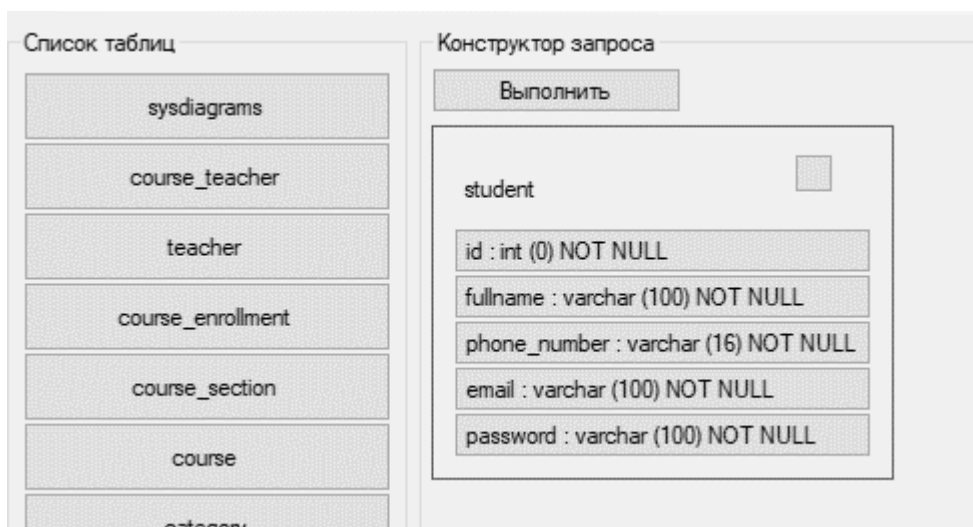 Список таблиц
sysdiagrams
course_teacher
teacher
course_enrollment
course_section
course
category
Конструктор запроса
Выполнить
student
id : int (0) NOT NULL
fullname : varchar (100) NOT NULL
phone_number : varchar (16) NOT NULL
email : varchar (100) NOT NULL
password : varchar (100) NOT NULL